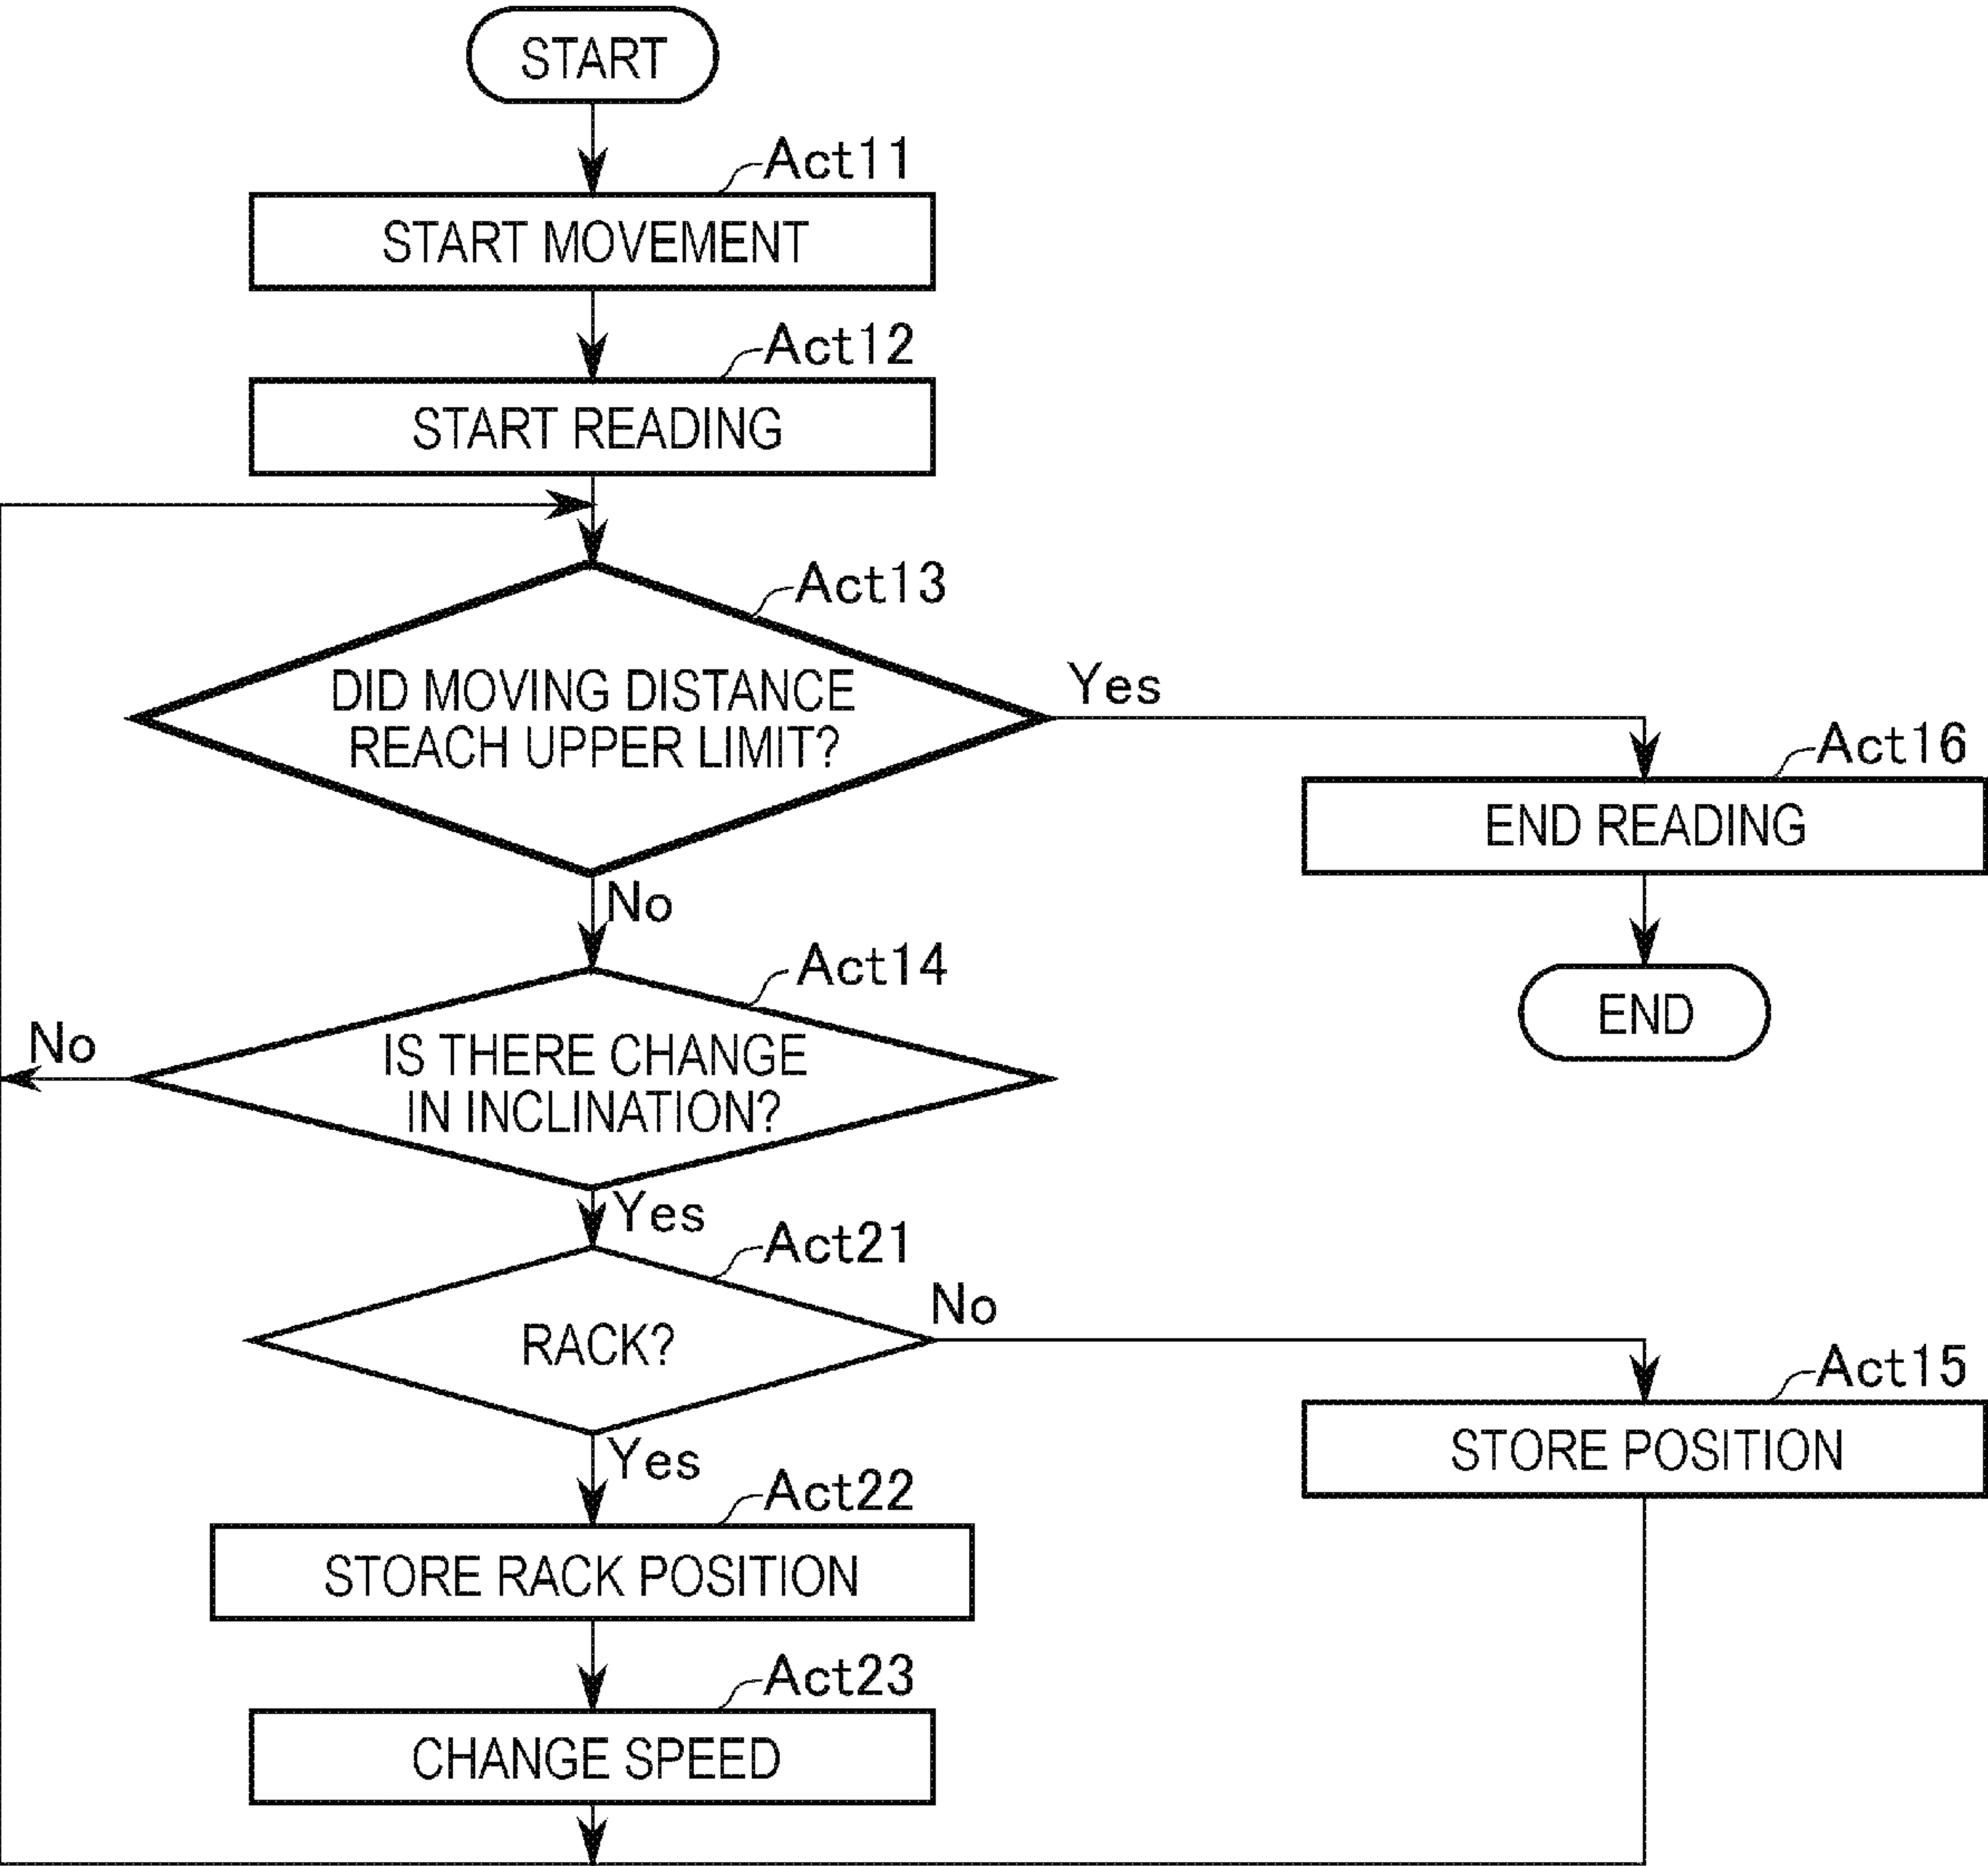 START
Act11
START MOVEMENT
Act12
START READING
Act13
DID MOVING DISTANCE
REACH UPPER LIMIT?
Yes
Act16
END READING
No
END
Act14
IS THERE CHANGE
IN INCLINATION?
No
Yes
Act21
RACK?
No
Act15
STORE POSITION
Yes
Act22
STORE RACK POSITION
Act23
CHANGE SPEED